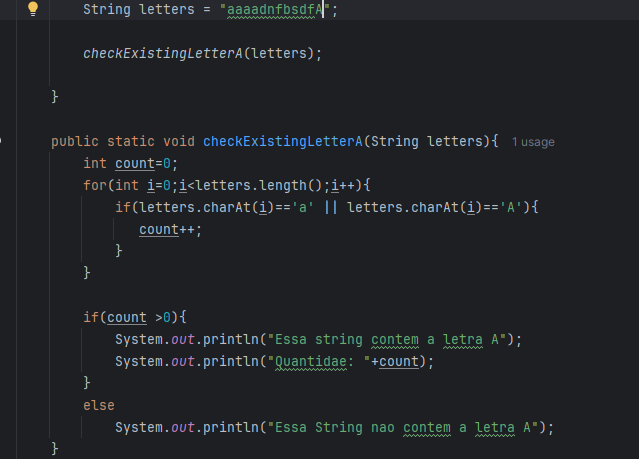 String letters = "aaaadnfbsdfA";
checkExistingLetterA(letters);
}
public static void checkExistingLetterA(String letters){ 1 usage
int count=0;
for(int i=0;i<letters.length();i++){
if(letters.charAt(i)=='a' || letters.charAt(i)=='A'){
count++;
}
}
if(count >0){
System.out.println("Essa string contem a letra A");
System.out.println("Quantidae: "+count);
}
else
System.out.println("Essa String nao contem a letra A");
}